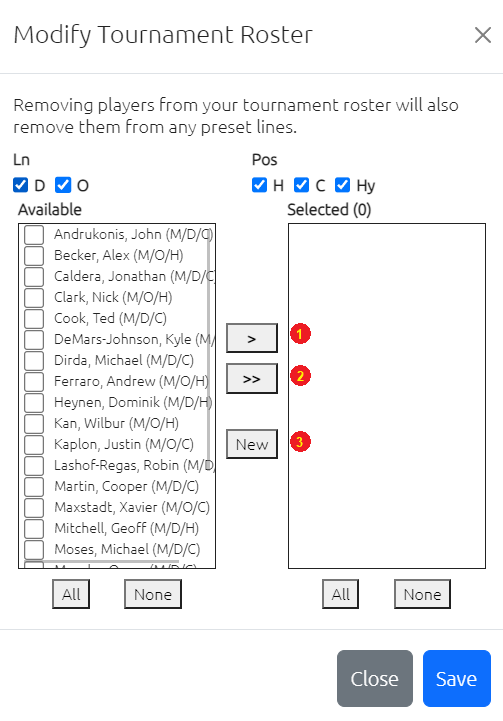 Modify Tournament Roster
Removing players from your tournament roster will also
remove them from any preset lines.
Ln
D O
Pos
H C Hy
Available
Andrukonis, John (M/D/C)
Becker, Alex (M/O/H)
Caldera, Jonathan (M/D/C
Clark, Nick (M/O/H)
Cook, Ted (M/D/C)
DeMars-Johnson, Kyle (M/
Dirda, Michael (M/D/C)
Ferraro, Andrew (M/O/H)
Heynen, Dominik (M/D/H)
Kan, Wilbur (M/O/H)
Kaplon, Justin (M/O/C)
Lashof-Regas, Robin (M/D/
Martin, Cooper (M/D/C)
Maxstadt, Xavier (M/O/C)
Mitchell, Geoff (M/D/H)
Moses, Michael (M/D/C)
All None
> 1
>> 2
New 3
Selected (0)
All None
Close Save